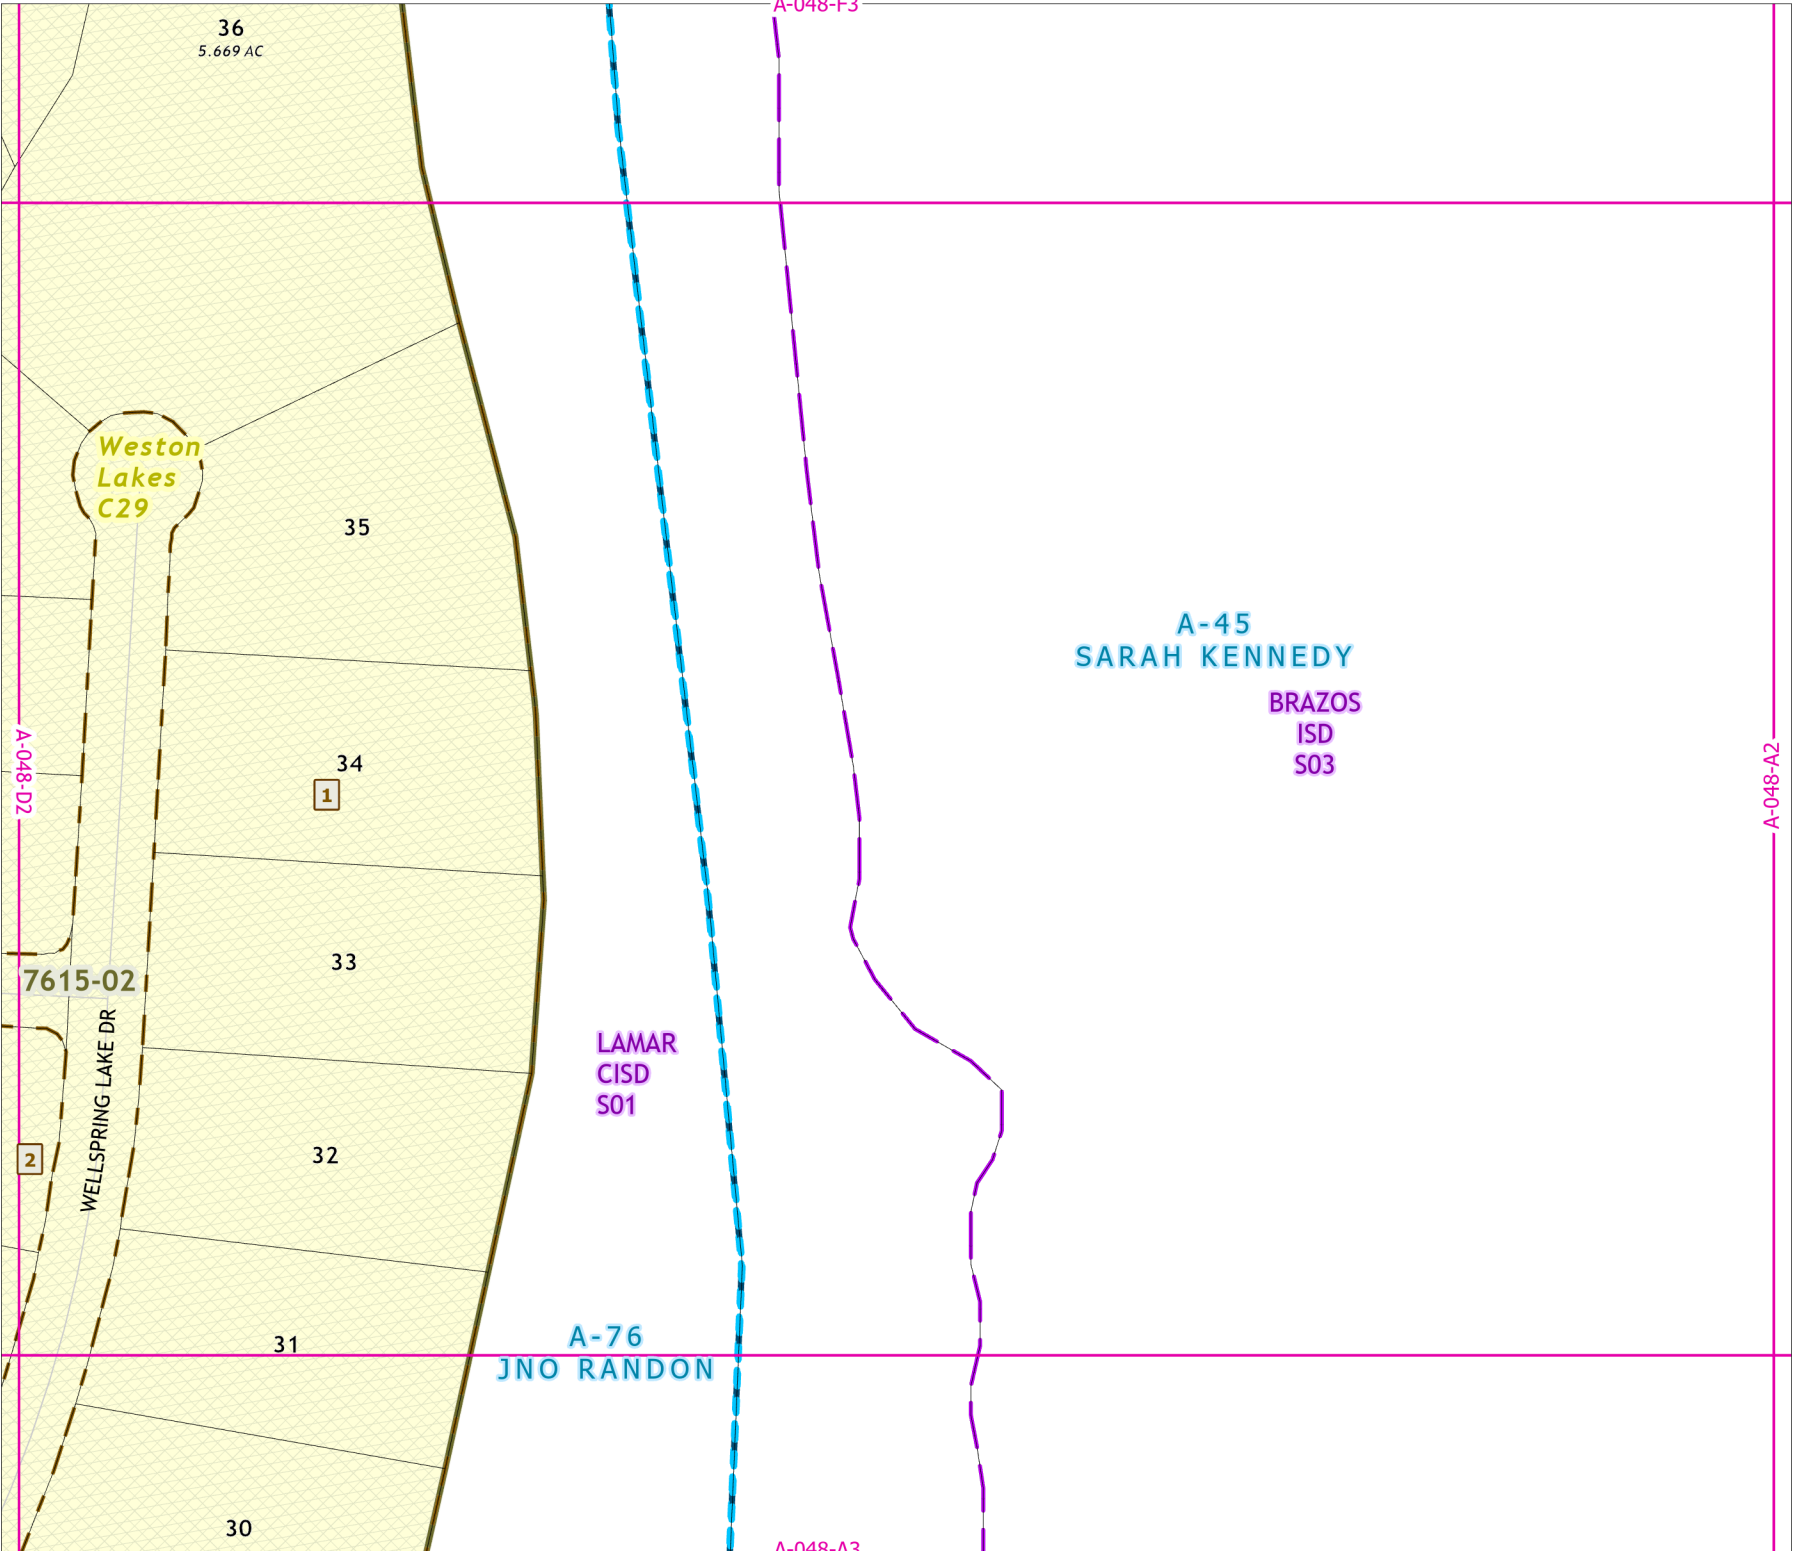 A-048-F3
36
5.669 AC
Weston
Lakes
C29
35
A-45
SARAH KENNEDY
BRAZOS
ISD
S03
A-048-D2
34
1
A-048-A2
33
7615-02
WELLSPRING LAKE DR
LAMAR
CISD
S01
2
32
A-76
JNO RANDON
31
30
A-048-A3